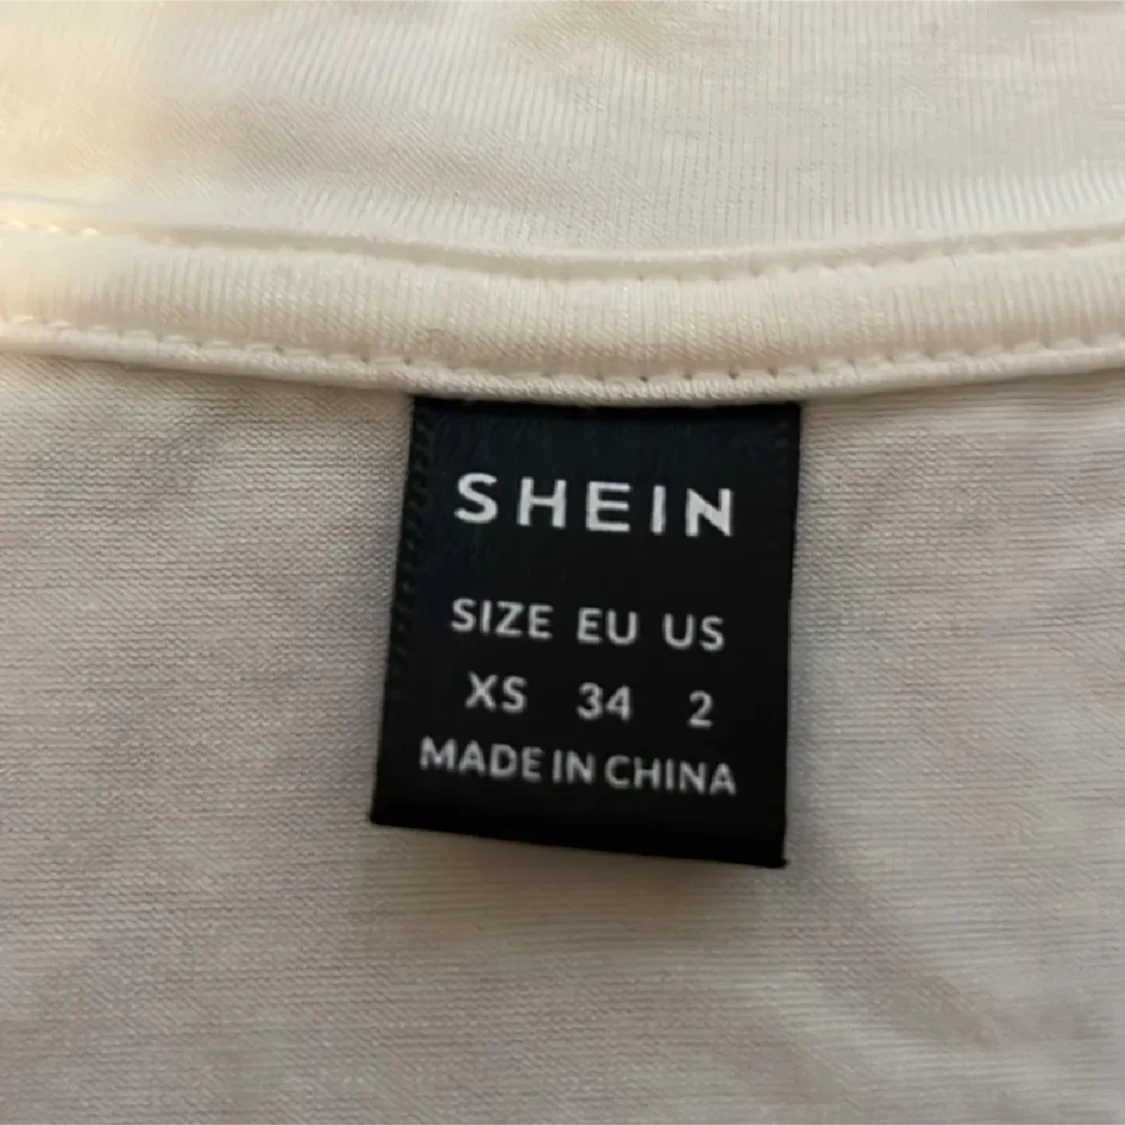 SHEIN
SIZE EU US
XS 34 2
MADE IN CHINA